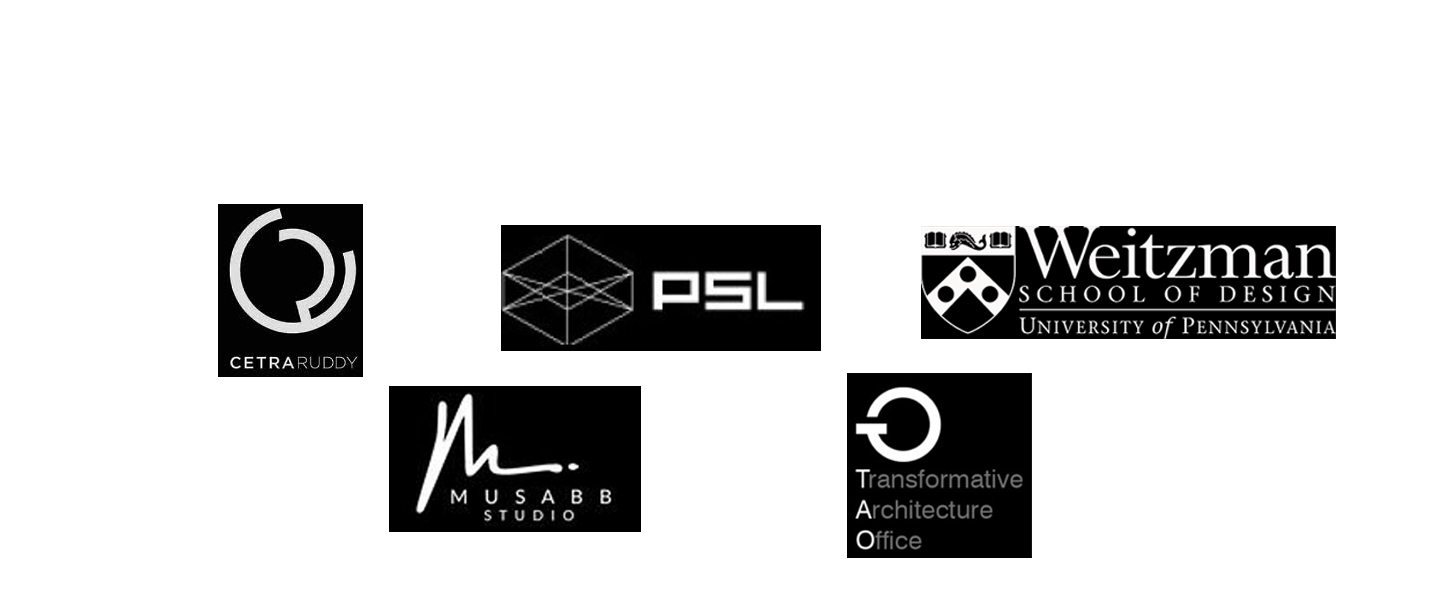 CETRARUDDY
PSL
Weitzman
SCHOOL OF DESIGN
UNIVERSITY of PENNSYLVANIA
MUSABB
STUDIO
Transformative
Architecture
Office